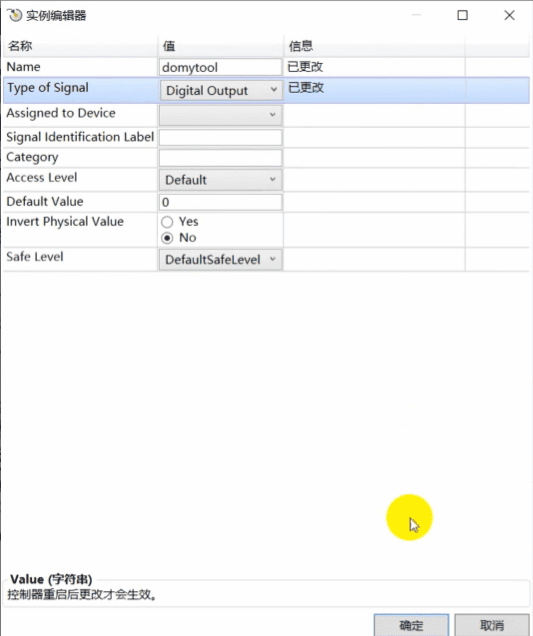 实例编辑器
名称 值 信息
Name domytool 已更改
Type of Signal Digital Output 已更改
Assigned to Device
Signal Identification Label
Category
Access Level Default
Default Value 0
Invert Physical Value Yes
No
Safe Level DefaultSafeLevel
Value (字符串)
控制器重启后更改才会生效。
确定 取消